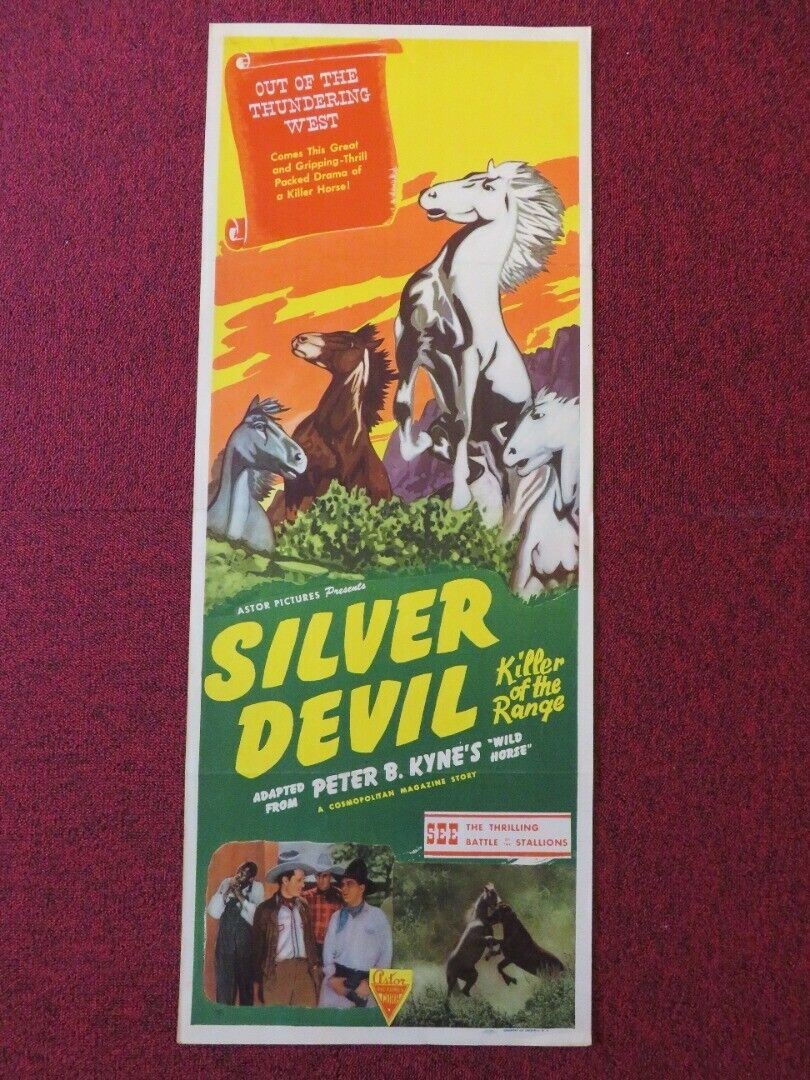 OUT OF THE
THUNDERING
WEST
Comes This Great
and Gripping-Thrill
Packed Drama of
a Killer Horse!
ASTOR PICTURES Presents
SILVER
DEVIL
Killer
of the
Range
ADAPTED
FROM
PETER B. KYNE'S
"WILD
HORSE"
A COSMOPOLITAN MAGAZINE STORY
SEE
THE THRILLING
BATTLE OF THE STALLIONS
Astor
PICTURES